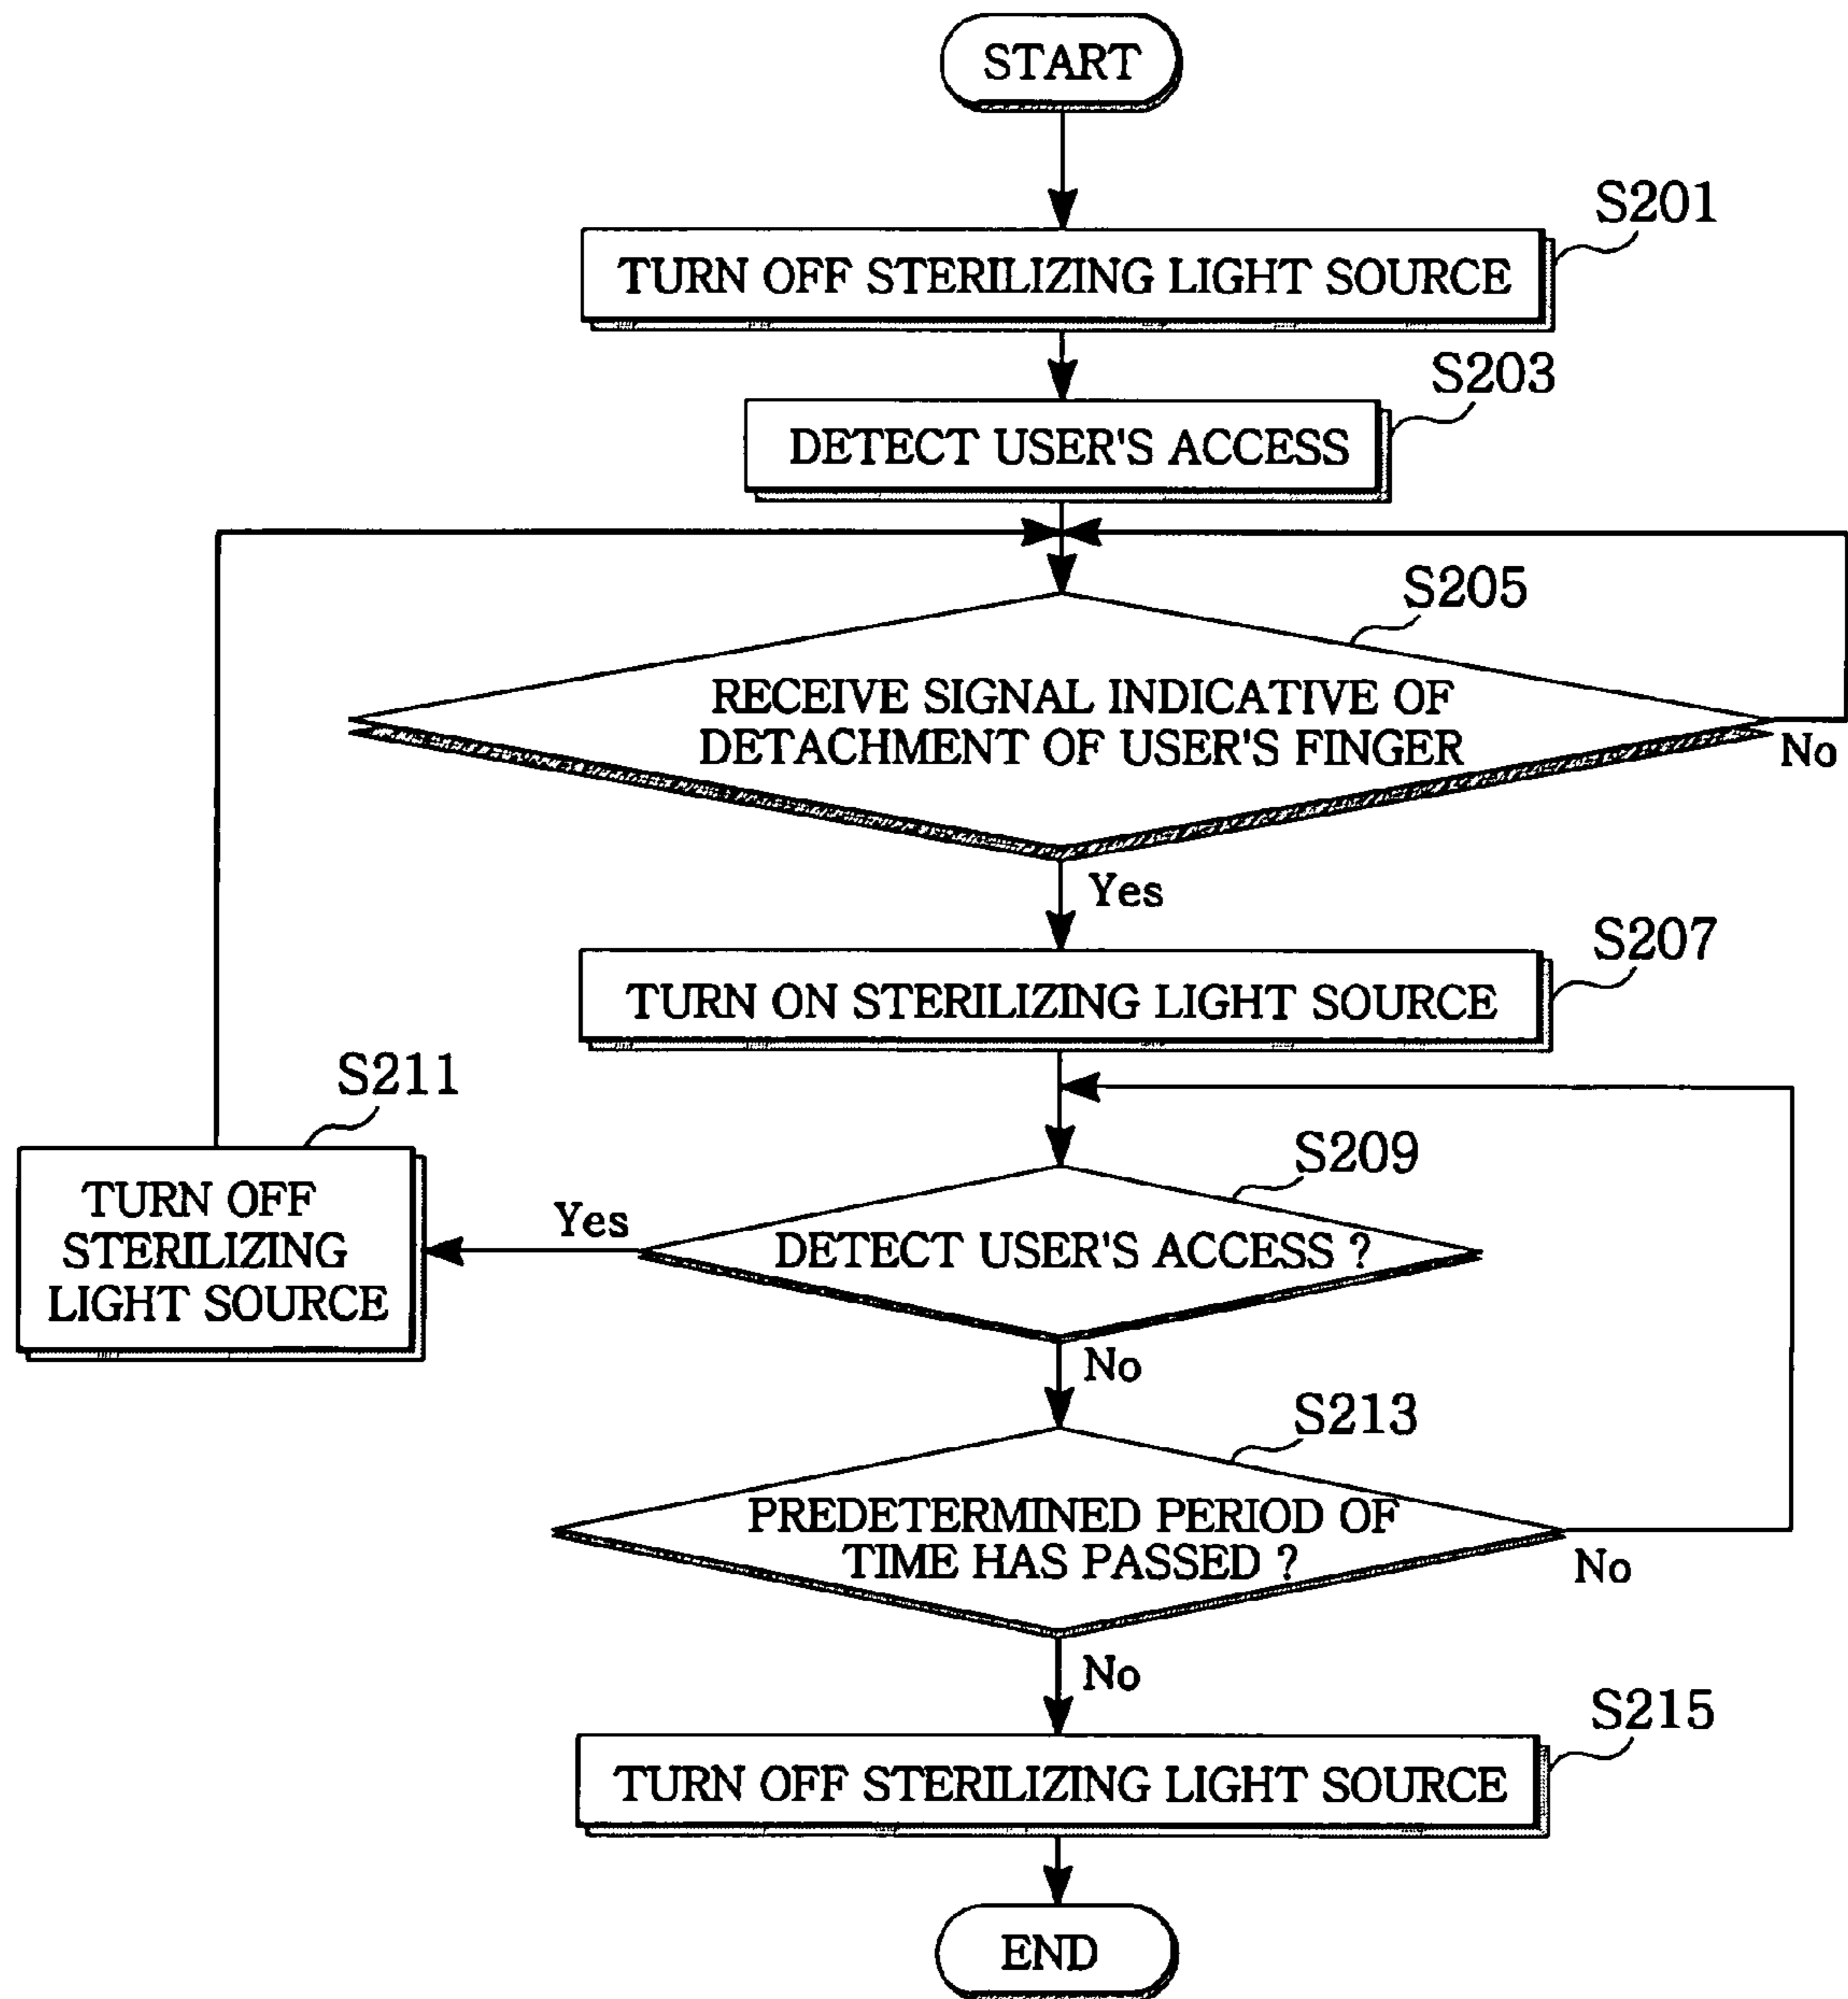 START
S201
TURN OFF STERILIZING LIGHT SOURCE
S203
DETECT USER'S ACCESS
S205
RECEIVE SIGNAL INDICATIVE OF
DETACHMENT OF USER'S FINGER
No
Yes
S207
TURN ON STERILIZING LIGHT SOURCE
S211
TURN OFF
STERILIZING
LIGHT SOURCE
S209
Yes
DETECT USER'S ACCESS ?
No
S213
PREDETERMINED PERIOD OF
TIME HAS PASSED ?
No
No
S215
TURN OFF STERILIZING LIGHT SOURCE
END